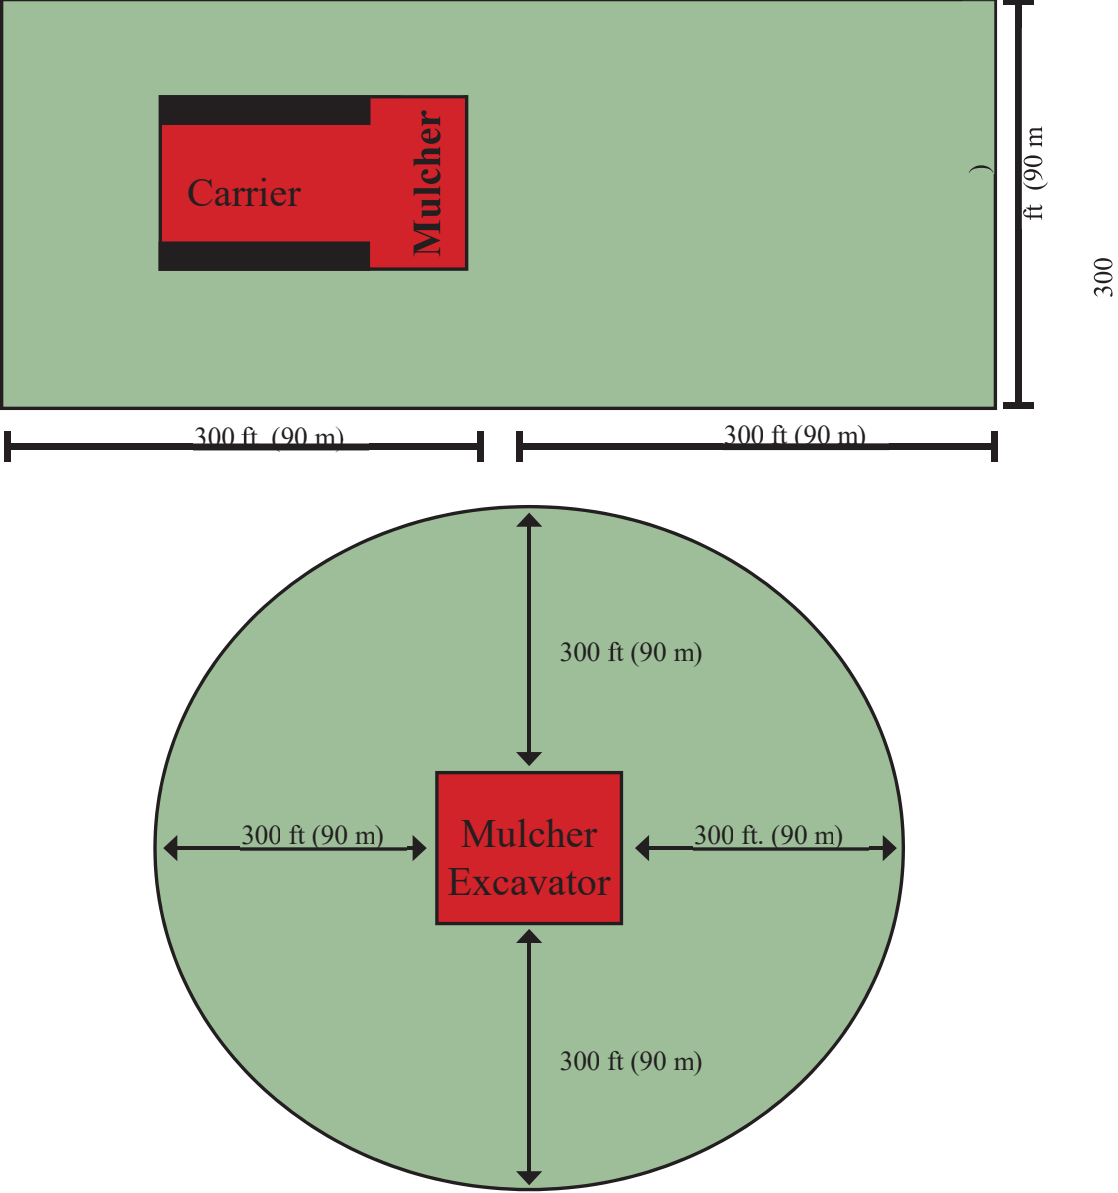 Carrier
Mulcher
)
ft (90 m
300
300 ft (90 m)
300 ft (90 m)
300 ft (90 m)
300 ft (90 m)
Mulcher
Excavator
300 ft. (90 m)
300 ft (90 m)